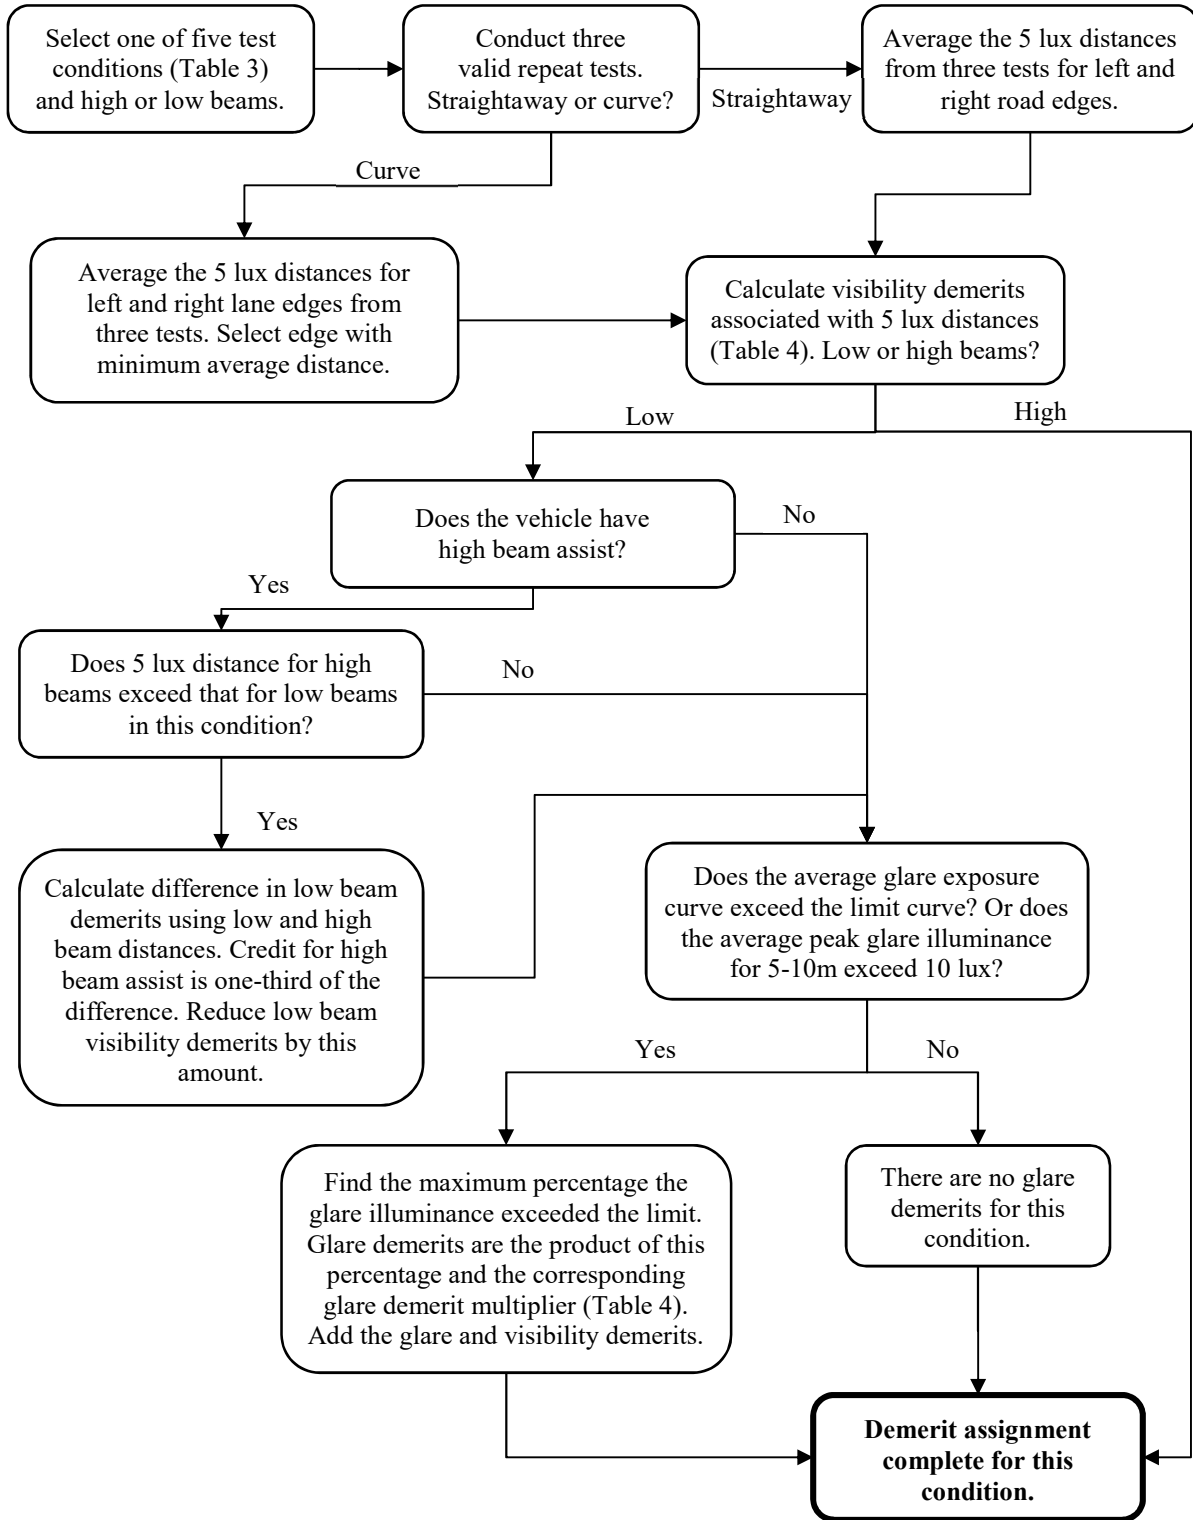 Select one of five test
conditions (Table 3)
and high or low beams.
Conduct three
valid repeat tests.
Straightaway or curve?
Straightaway
Average the 5 lux distances
from three tests for left and
right road edges.
Curve
Average the 5 lux distances for
left and right lane edges from
three tests. Select edge with
minimum average distance.
Calculate visibility demerits
associated with 5 lux distances
(Table 4). Low or high beams?
Low
High
Does the vehicle have
high beam assist?
No
Yes
Does 5 lux distance for high
beams exceed that for low beams
in this condition?
No
Yes
Calculate difference in low beam
demerits using low and high
beam distances. Credit for high
beam assist is one-third of the
difference. Reduce low beam
visibility demerits by this
amount.
Does the average glare exposure
curve exceed the limit curve? Or does
the average peak glare illuminance
for 5-10m exceed 10 lux?
Yes
No
Find the maximum percentage the
glare illuminance exceeded the limit.
Glare demerits are the product of this
percentage and the corresponding
glare demerit multiplier (Table 4).
Add the glare and visibility demerits.
There are no glare
demerits for this
condition.
Demerit assignment
complete for this
condition.